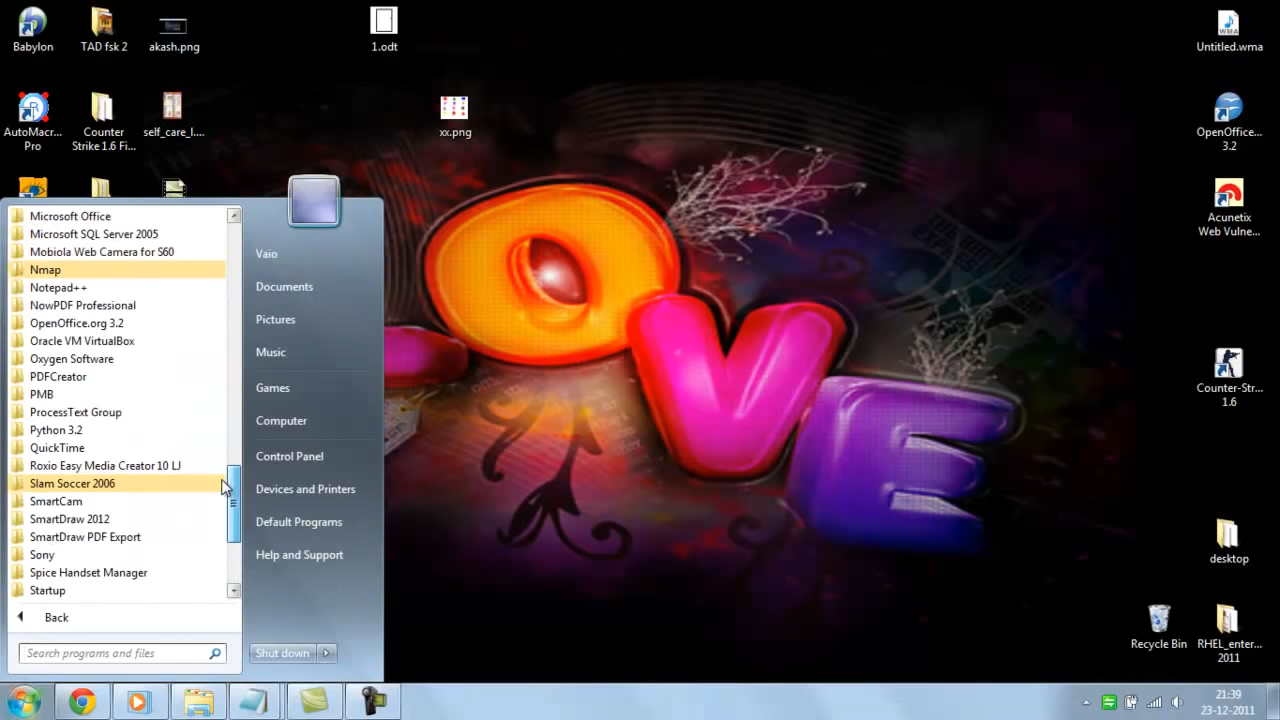 Babylon
TAD fsk 2
akash.png
1.odt
Untitled.wma
WMA
xx.png
AutoMacr...
Pro
Counter
Strike 1.6 Fi...
self_care_l....
OpenOffice...
3.2
Acunetix
Web Vulne...
Counter-Str...
1.6
desktop
Recycle Bin
RHEL_enter...
2011
OVE
Microsoft Office
Microsoft SQL Server 2005
Mobiola Web Camera for S60
Nmap
Notepad++
NowPDF Professional
OpenOffice.org 3.2
Oracle VM VirtualBox
Oxygen Software
PDFCreator
PMB
ProcessText Group
Python 3.2
QuickTime
Roxio Easy Media Creator 10 LJ
Slam Soccer 2006
SmartCam
SmartDraw 2012
SmartDraw PDF Export
Sony
Spice Handset Manager
Startup
Back
Search programs and files
Vaio
Documents
Pictures
Music
Games
Computer
Control Panel
Devices and Printers
Default Programs
Help and Support
Shut down
21:39
23-12-2011